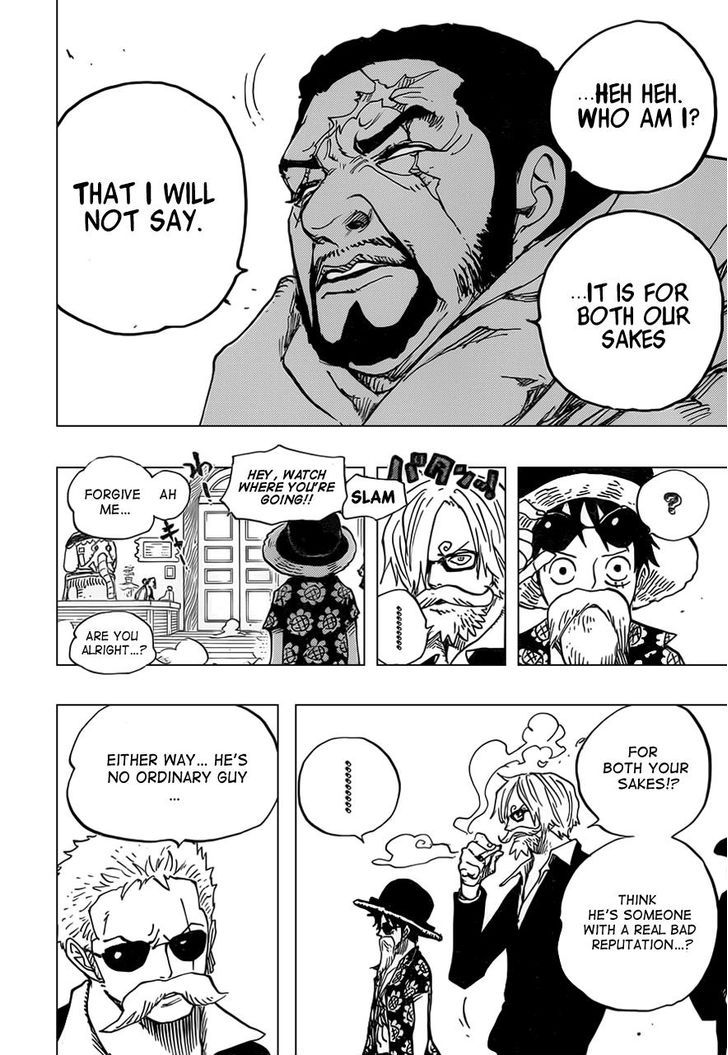 ...HEH HEH.
WHO AM I?
...IT IS FOR
BOTH OUR
SAKES
THAT I WILL
NOT SAY.
?
SLAM
HEY, WATCH
WHERE YOU'RE
GOING!!
AH
FORGIVE
ME...
ARE YOU
ALRIGHT...?
FOR
BOTH YOUR
SAKES!?
THINK
HE'S SOMEONE
WITH A REAL BAD
REPUTATION...?
EITHER WAY... HE'S
NO ORDINARY GUY
...